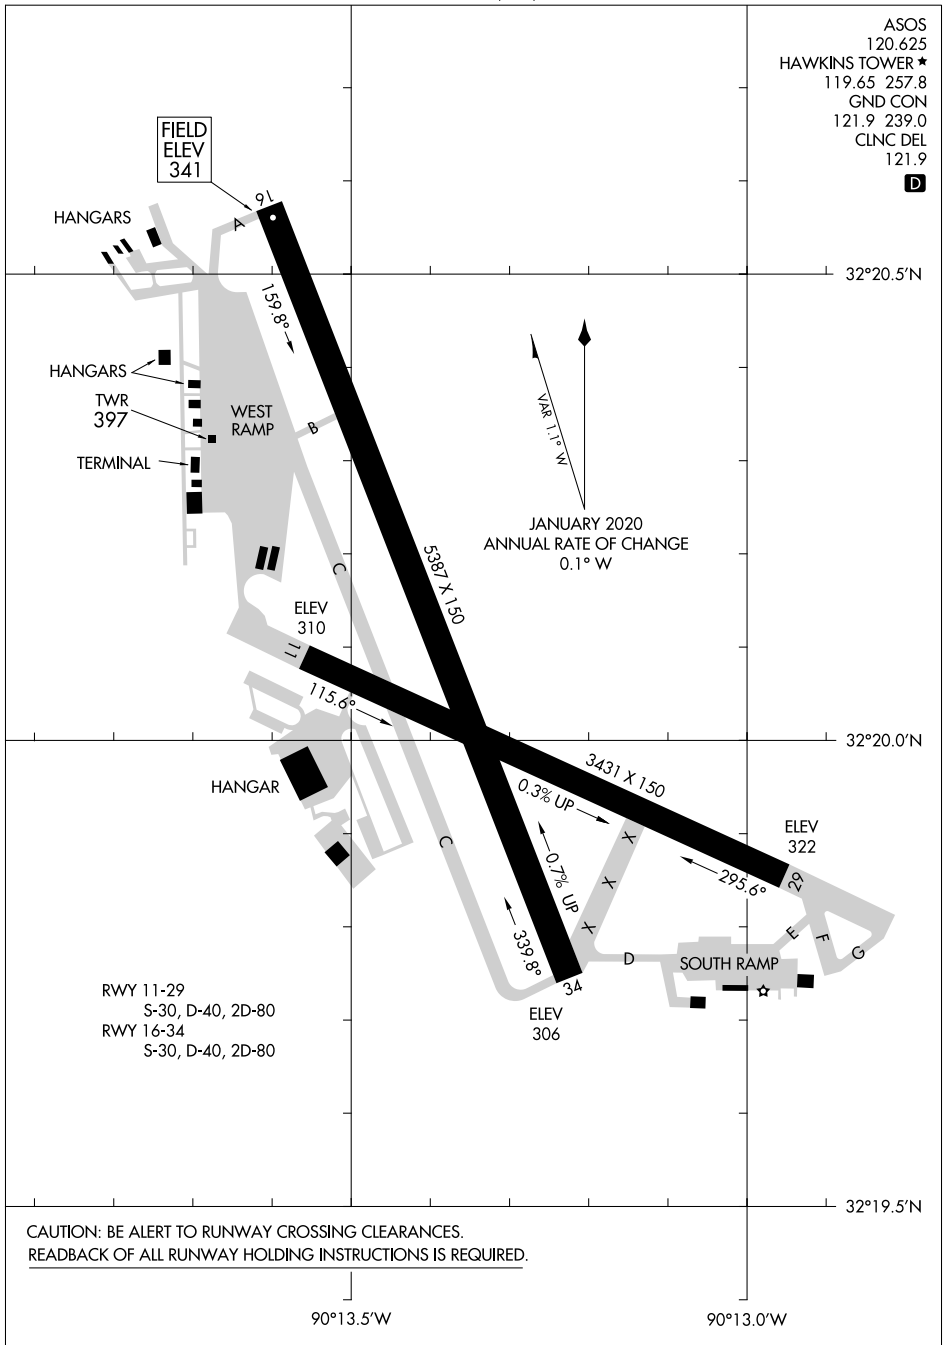 ASOS
120.625
HAWKINS TOWER ★
119.65 257.8
GND CON
121.9 239.0
CLNC DEL
121.9
D
FIELD
ELEV
341
16
A
HANGARS
32°20.5'N
159.8°
HANGARS
TWR
397
WEST
RAMP
B
TERMINAL
VAR 1.1° W
JANUARY 2020
ANNUAL RATE OF CHANGE
0.1° W
5387 X 150
C
ELEV
310
11
115.6°
32°20.0'N
HANGAR
3431 X 150
0.3% UP
C
X
X
X
0.7% UP
ELEV
322
29
295.6°
339.8°
E
F
G
D
SOUTH RAMP
34
ELEV
306
RWY 11-29
S-30, D-40, 2D-80
RWY 16-34
S-30, D-40, 2D-80
32°19.5'N
CAUTION: BE ALERT TO RUNWAY CROSSING CLEARANCES.
READBACK OF ALL RUNWAY HOLDING INSTRUCTIONS IS REQUIRED.
90°13.5'W
90°13.0'W